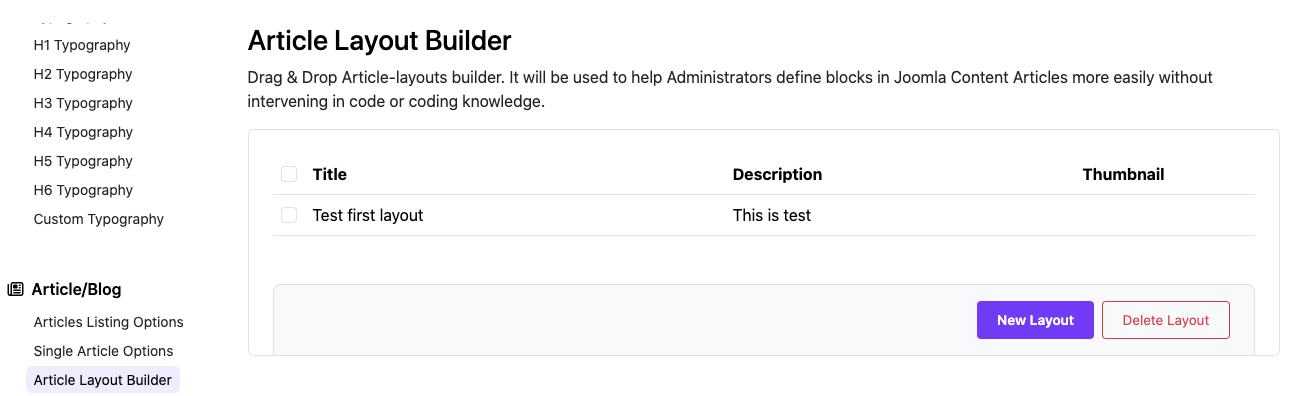 H1 Typography
H2 Typography
H3 Typography
H4 Typography
H5 Typography
H6 Typography
Custom Typography
Article/Blog
Articles Listing Options
Single Article Options
Article Layout Builder
Article Layout Builder
Drag & Drop Article-layouts builder. It will be used to help Administrators define blocks in Joomla Content Articles more easily without
intervening in code or coding knowledge.
Title Description Thumbnail
Test first layout This is test
New Layout Delete Layout